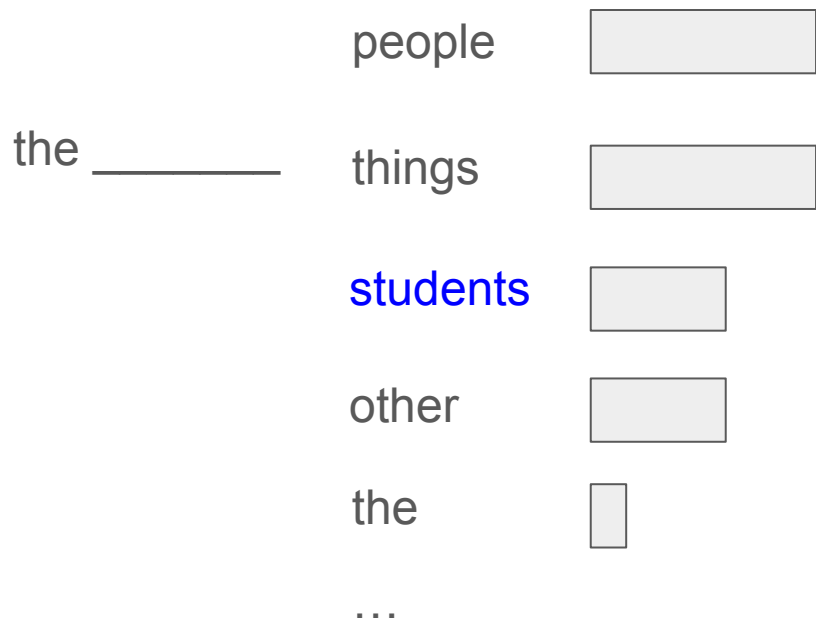 people
the _______
things
students
other
the
…